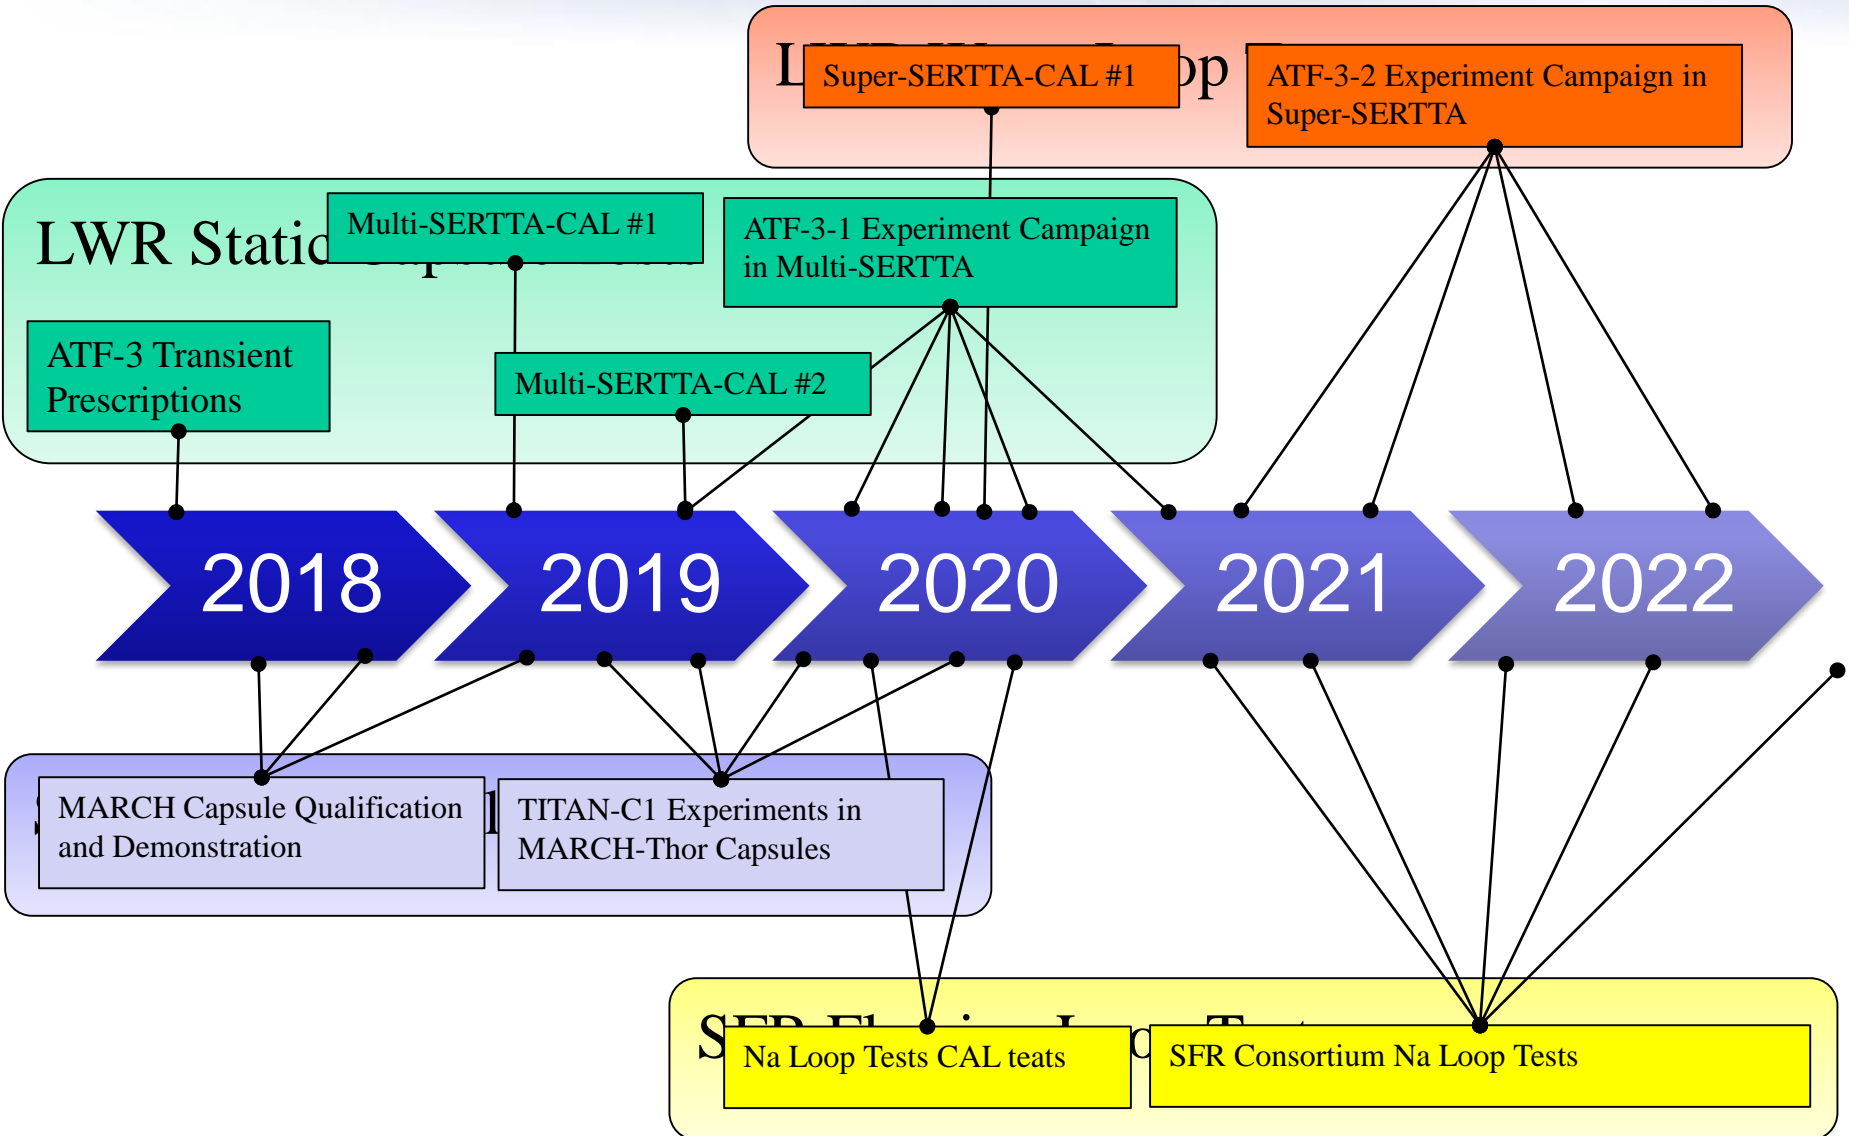 Super-SERTTA-CAL #1
ATF-3-2 Experiment Campaign in
Super-SERTTA
LWR Static
Multi-SERTTA-CAL #1
ATF-3-1 Experiment Campaign
in Multi-SERTTA
ATF-3 Transient
Prescriptions
Multi-SERTTA-CAL #2
2018
2019
2020
2021
2022
MARCH Capsule Qualification
and Demonstration
TITAN-C1 Experiments in
MARCH-Thor Capsules
Na Loop Tests CAL teats
SFR Consortium Na Loop Tests